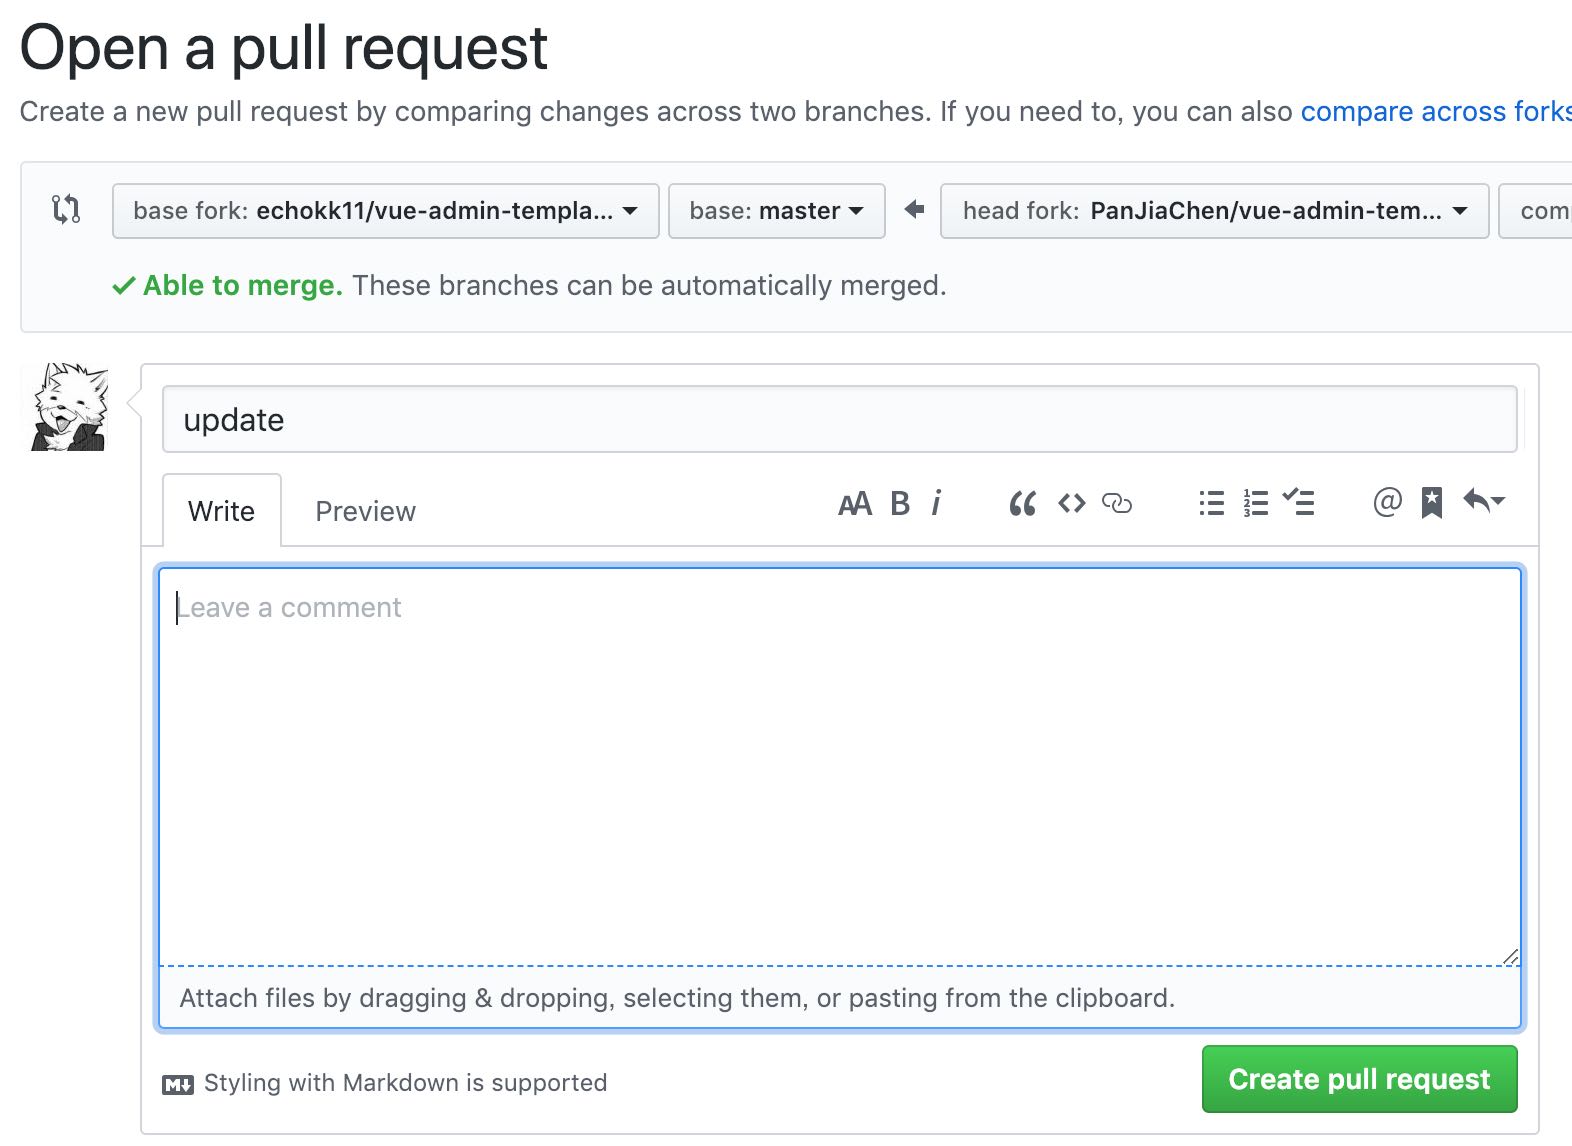 Open a pull request
Create a new pull request by comparing changes across two branches. If you need to, you can also compare across forks
base fork: echokk11/vue-admin-templa... base: master head fork: PanJiaChen/vue-admin-tem... com
Able to merge. These branches can be automatically merged.
update
Write Preview AA B i @
Leave a comment
Attach files by dragging & dropping, selecting them, or pasting from the clipboard.
M Styling with Markdown is supported
Create pull request